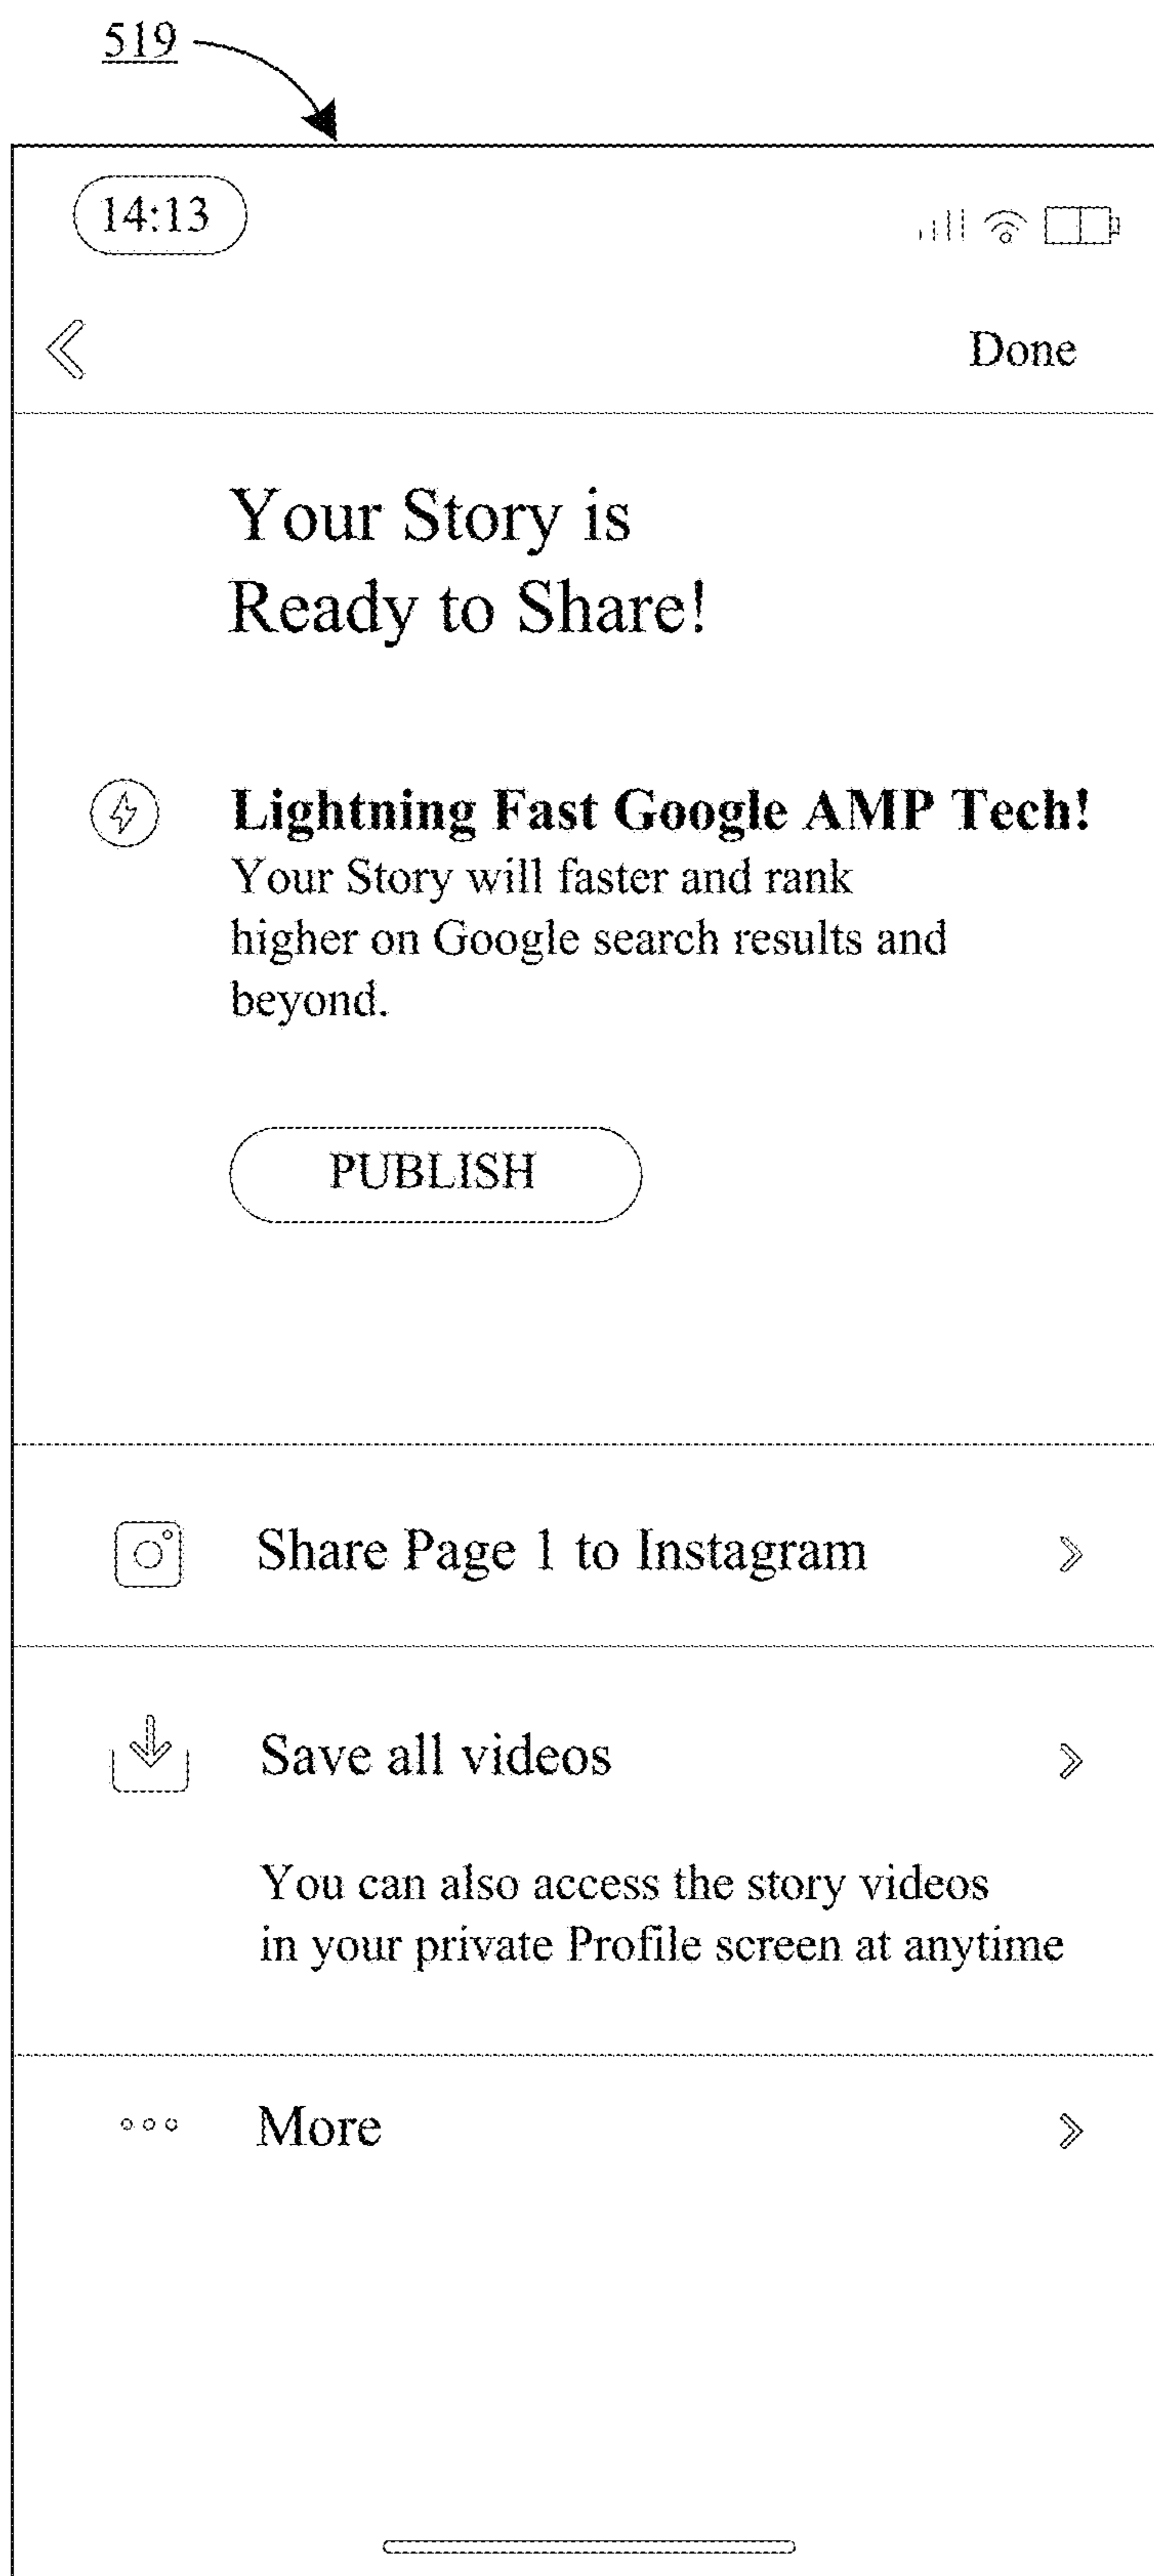 519
14:13
Done
Your Story is
Ready to Share!
Lightning Fast Google AMP Tech!
Your Story will faster and rank
higher on Google search results and
beyond.
PUBLISH
Share Page 1 to Instagram
Save all videos
You can also access the story videos
in your private Profile screen at anytime
More